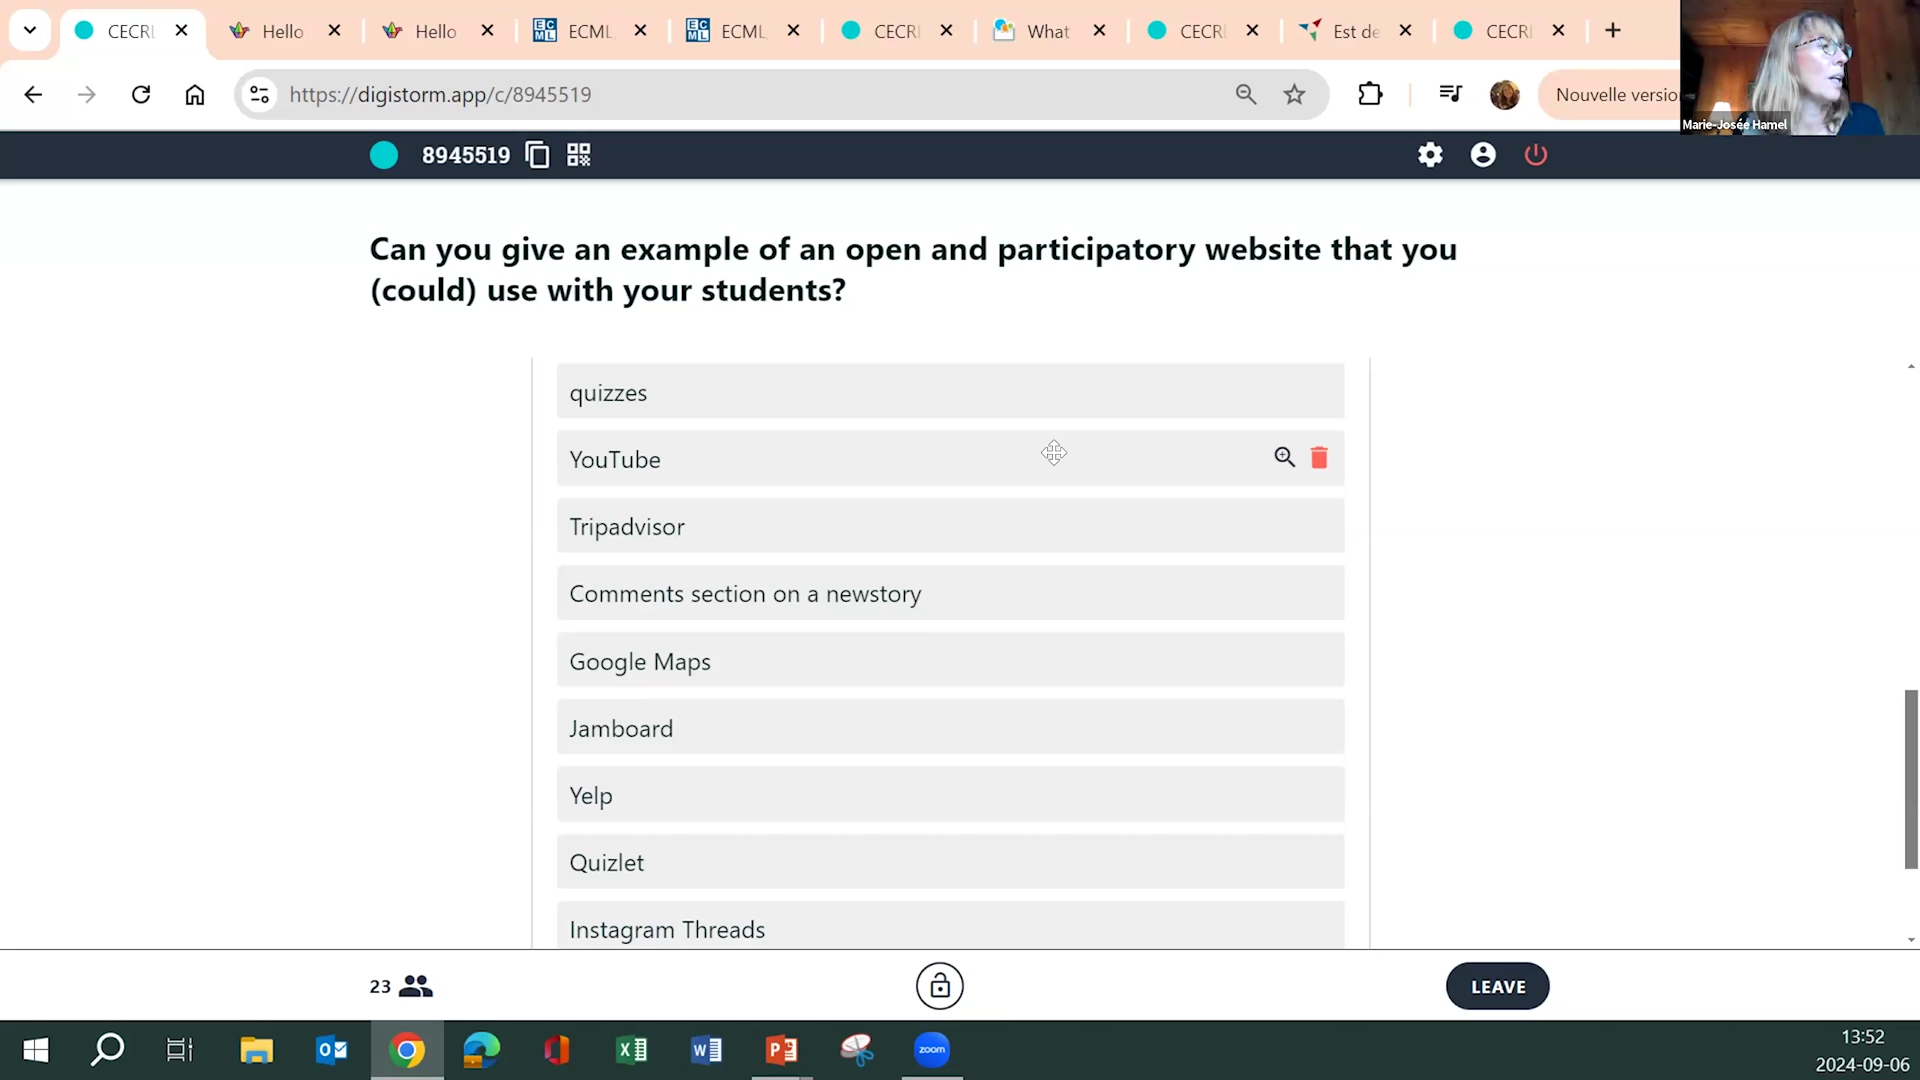 CECRL
Hello
Hello
ECML
ECML
CECRL
What
CECRL
Est de
CECRL
https://digistorm.app/c/8945519
Nouvelle versio
Marie-Josée Hamel
8945519
Can you give an example of an open and participatory website that you
(could) use with your students?
quizzes
YouTube
Tripadvisor
Comments section on a newstory
Google Maps
Jamboard
Yelp
Quizlet
Instagram Threads
23
LEAVE
zoom
13:52
2024-09-06